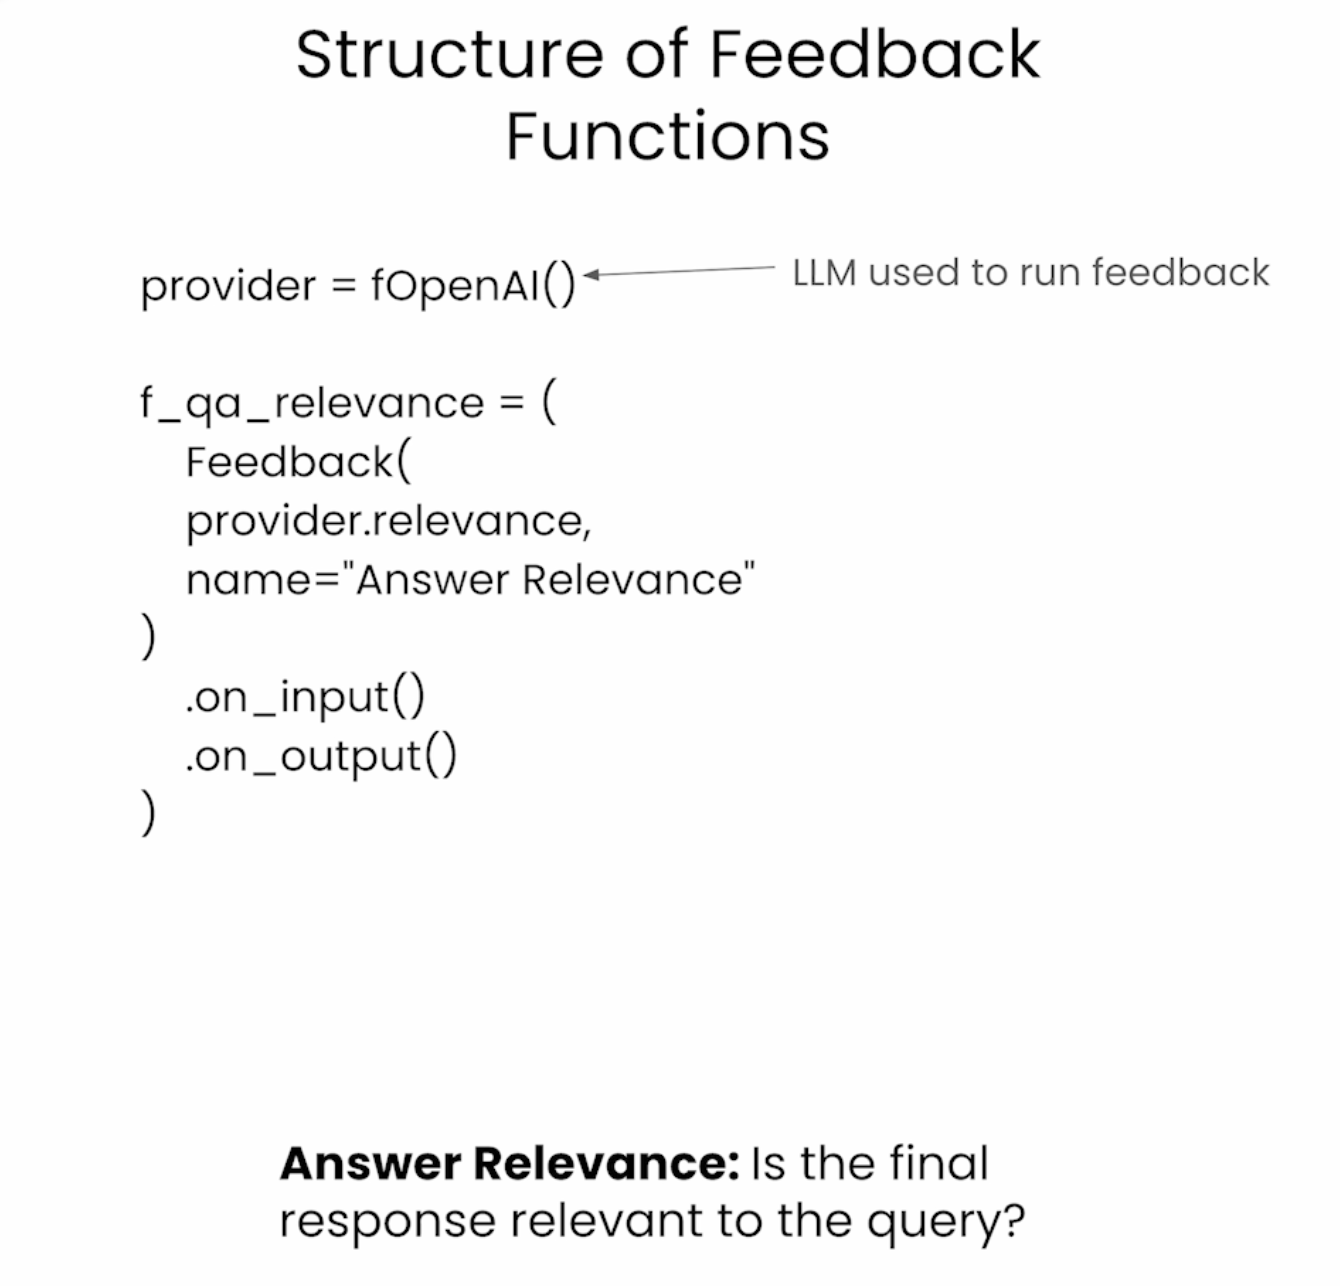 Structure of Feedback
Functions
provider = fOpenAI()
LLM used to run feedback
f_qa_relevance = (
Feedback(
provider.relevance,
name="Answer Relevance"
)
.on_input()
.on_output()
)
Answer Relevance: Is the final
response relevant to the query?